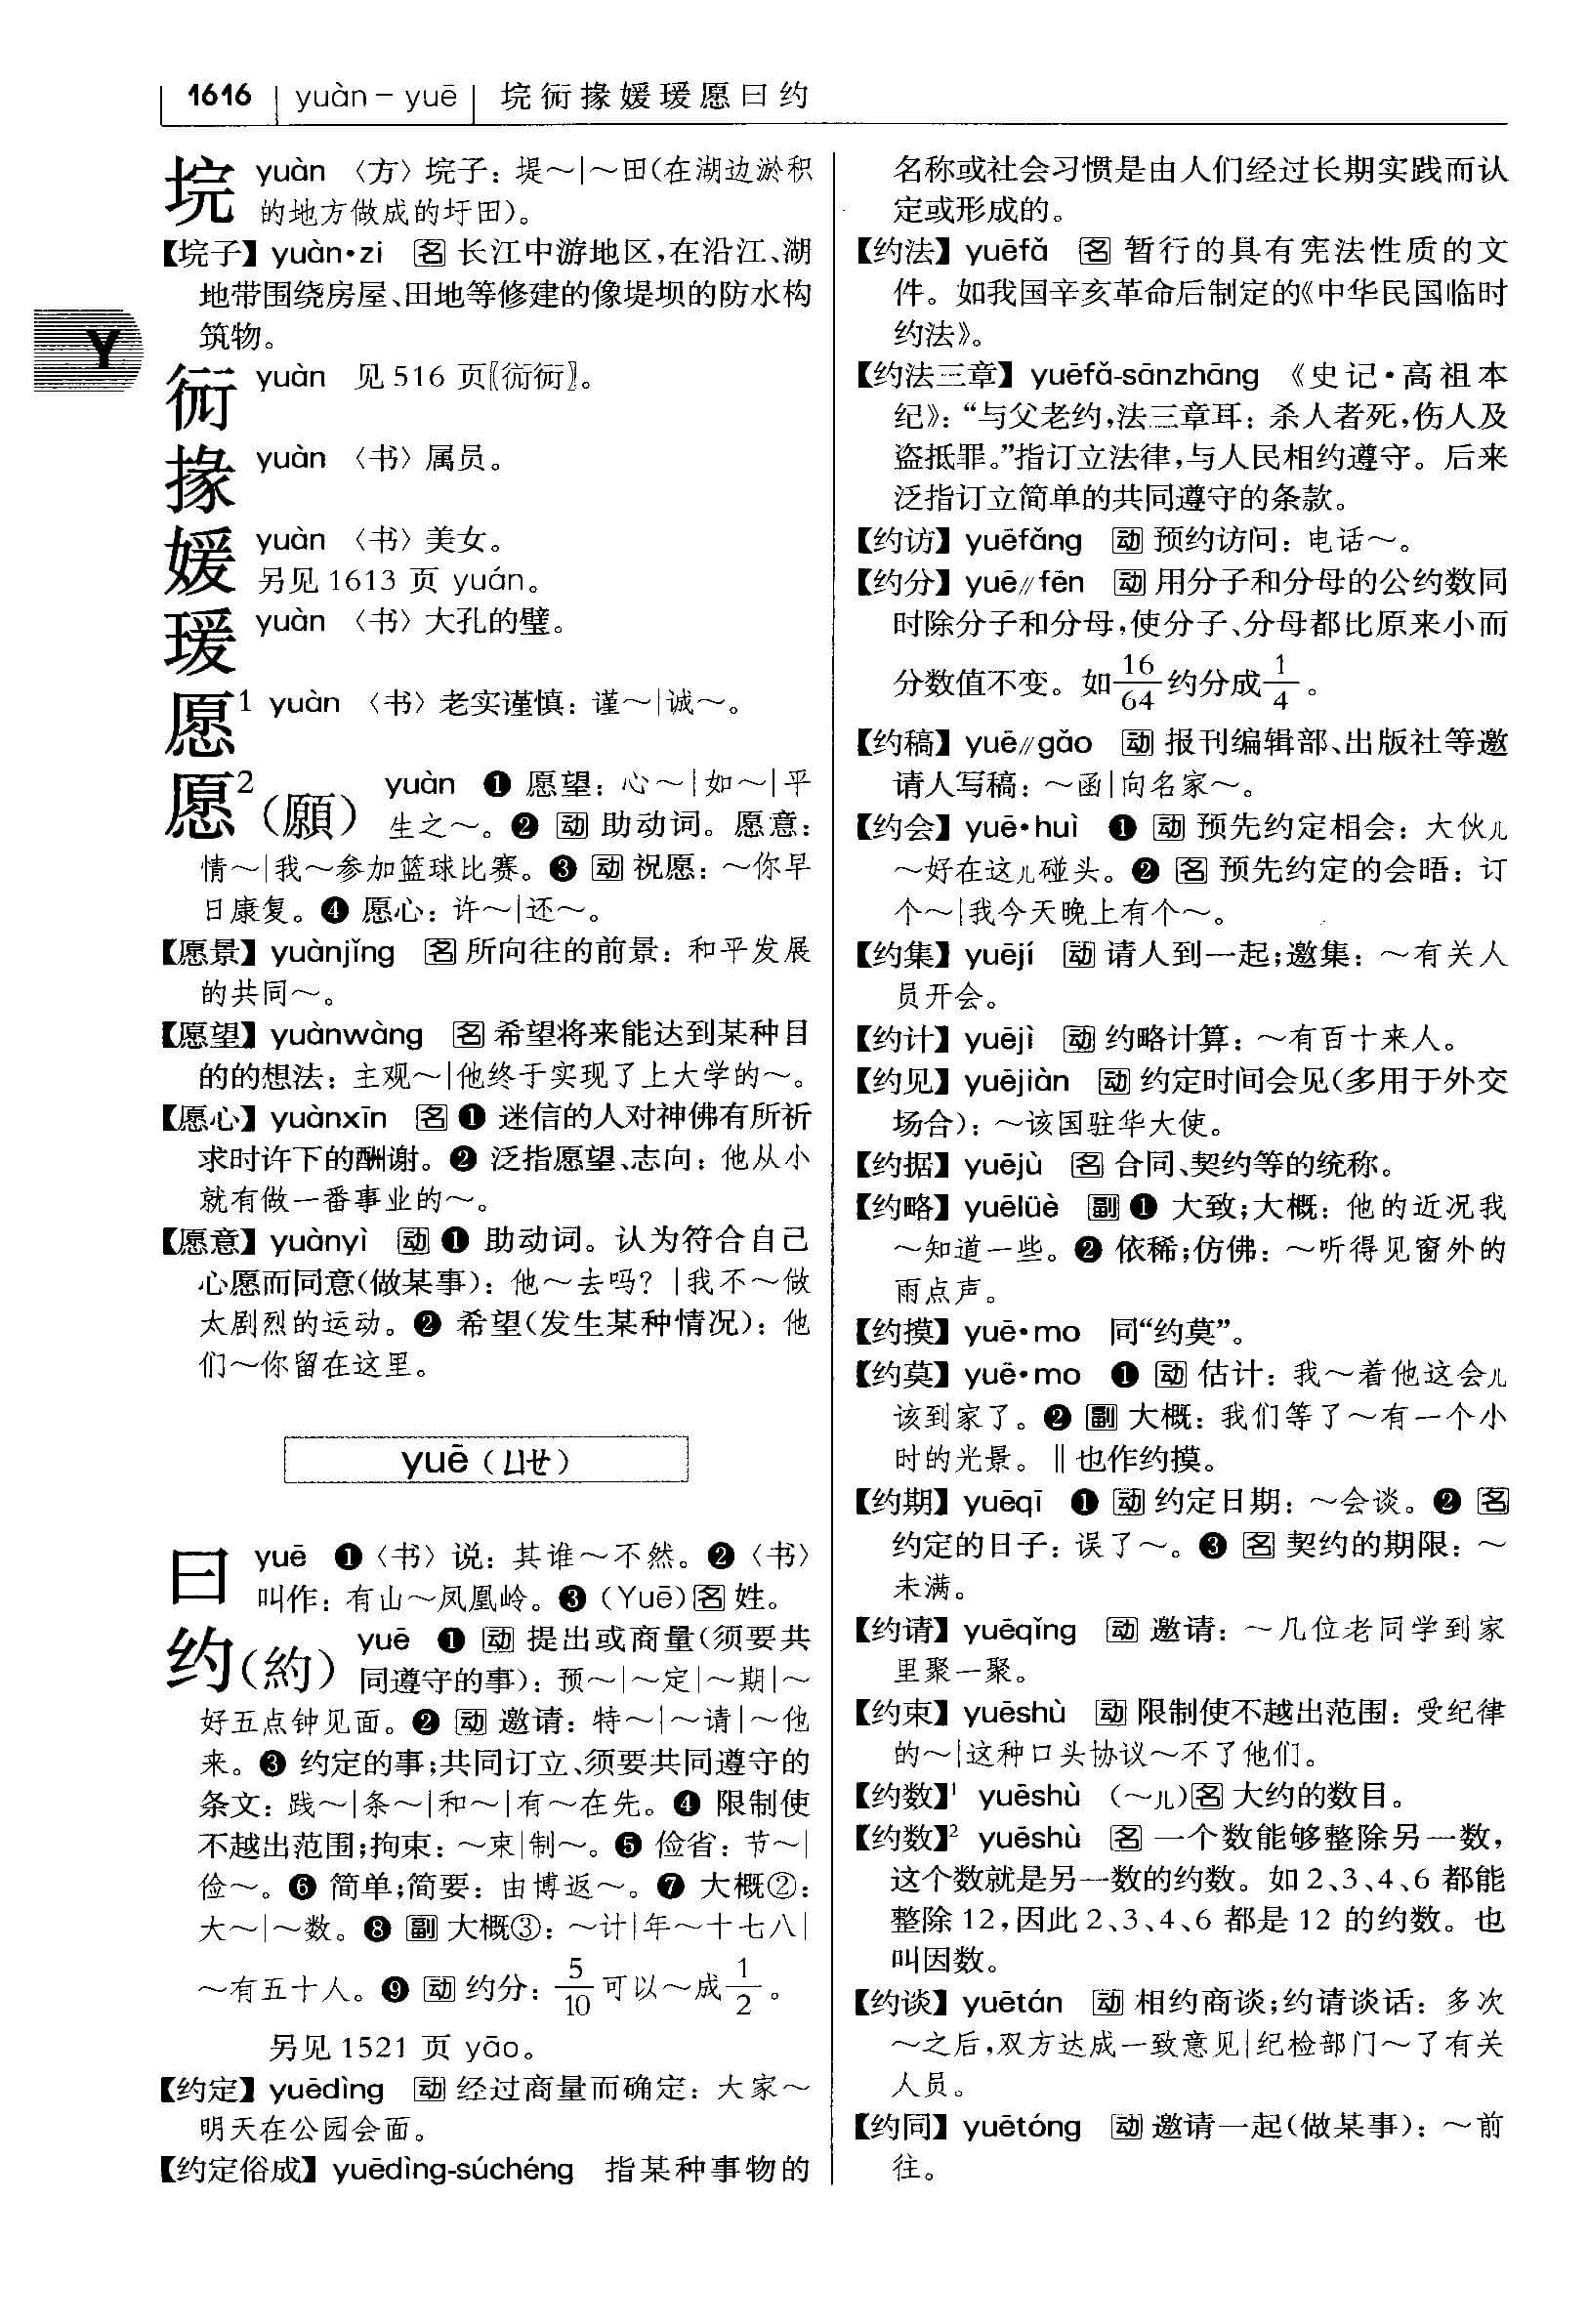 1616 yuàn－yuē 垸衏掾媛瑗愿曰约
垸 yuàn 〈方〉垸子：堤～|～田(在湖边淤积
的地方做成的圩田)。
【垸子】yuàn·zi 名 长江中游地区,在沿江、湖
地带围绕房屋、田地等修建的像堤坝的防水构
筑物。
Y
衏 yuàn 见516页〖𧗠衏〗。
掾 yuàn 〈书〉属员。
媛 yuàn 〈书〉美女。
另见1613页 yuán。
瑗 yuàn 〈书〉大孔的璧。
愿1 yuàn 〈书〉老实谨慎：谨～|诚～。
愿2(願) yuàn ❶ 愿望：心～|如～|平
生之～。❷ 动 助动词。愿意：
情～|我～参加篮球比赛。❸ 动 祝愿：～你早
日康复。❹ 愿心：许～|还～。
【愿景】yuànjǐng 名 所向往的前景：和平发展
的共同～。
【愿望】yuànwàng 名 希望将来能达到某种目
的的想法：主观～|他终于实现了上大学的～。
【愿心】yuànxīn 名 ❶ 迷信的人对神佛有所祈
求时许下的酬谢。❷ 泛指愿望、志向：他从小
就有做一番事业的～。
【愿意】yuànyì 动 ❶ 助动词。认为符合自己
心愿而同意(做某事)：他～去吗？|我不～做
太剧烈的运动。❷ 希望(发生某种情况)：他
们～你留在这里。
yuē（ㄩㄝ）
曰 yuē ❶〈书〉说：其谁～不然。❷〈书〉
叫作：有山～凤凰岭。❸ (Yuē)名 姓。
约(約) yuē ❶ 动 提出或商量(须要共
同遵守的事)：预～|～定|～期|～
好五点钟见面。❷ 动 邀请：特～|～请|～他
来。❸ 约定的事;共同订立、须要共同遵守的
条文：践～|条～|和～|有～在先。❹ 限制使
不越出范围;拘束：～束|制～。❺ 俭省：节～|
俭～。❻ 简单;简要：由博返～。❼ 大概②：
大～|～数。❽ 副 大概③：～计|年～十七八|
～有五十人。❾ 动 约分：5/10可以～成1/2。
另见1521页 yāo。
【约定】yuēdìng 动 经过商量而确定：大家～
明天在公园会面。
【约定俗成】yuēdìng-súchéng 指某种事物的
名称或社会习惯是由人们经过长期实践而认
定或形成的。
【约法】yuēfǎ 名 暂行的具有宪法性质的文
件。如我国辛亥革命后制定的《中华民国临时
约法》。
【约法三章】yuēfǎ-sānzhāng 《史记·高祖本
纪》：“与父老约,法三章耳：杀人者死,伤人及
盗抵罪。”指订立法律,与人民相约遵守。后来
泛指订立简单的共同遵守的条款。
【约访】yuēfǎng 动 预约访问：电话～。
【约分】yuē//fēn 动 用分子和分母的公约数同
时除分子和分母,使分子、分母都比原来小而
分数值不变。如16/64约分成1/4。
【约稿】yuē//gǎo 动 报刊编辑部、出版社等邀
请人写稿：～函|向名家～。
【约会】yuē·huì ❶ 动 预先约定相会：大伙儿
～好在这儿碰头。❷ 名 预先约定的会晤：订
个～|我今天晚上有个～。
【约集】yuējí 动 请人到一起;邀集：～有关人
员开会。
【约计】yuējì 动 约略计算：～有百十来人。
【约见】yuējiàn 动 约定时间会见(多用于外交
场合)：～该国驻华大使。
【约据】yuējù 名 合同、契约等的统称。
【约略】yuēlüè 副 ❶ 大致;大概：他的近况我
～知道一些。❷ 依稀;仿佛：～听得见窗外的
雨点声。
【约摸】yuē·mo 同“约莫”。
【约莫】yuē·mo ❶ 动 估计：我～着他这会儿
该到家了。❷ 副 大概：我们等了～有一个小
时的光景。‖也作约摸。
【约期】yuēqī ❶ 动 约定日期：～会谈。❷ 名
约定的日子：误了～。❸ 名 契约的期限：～
未满。
【约请】yuēqǐng 动 邀请：～几位老同学到家
里聚一聚。
【约束】yuēshù 动 限制使不越出范围：受纪律
的～|这种口头协议～不了他们。
【约数】1 yuēshù (～儿)名 大约的数目。
【约数】2 yuēshù 名 一个数能够整除另一数,
这个数就是另一数的约数。如2、3、4、6都能
整除12,因此2、3、4、6都是12的约数。也
叫因数。
【约谈】yuētán 动 相约商谈;约请谈话：多次
～之后,双方达成一致意见|纪检部门～了有关
人员。
【约同】yuētóng 动 邀请一起(做某事)：～前
往。